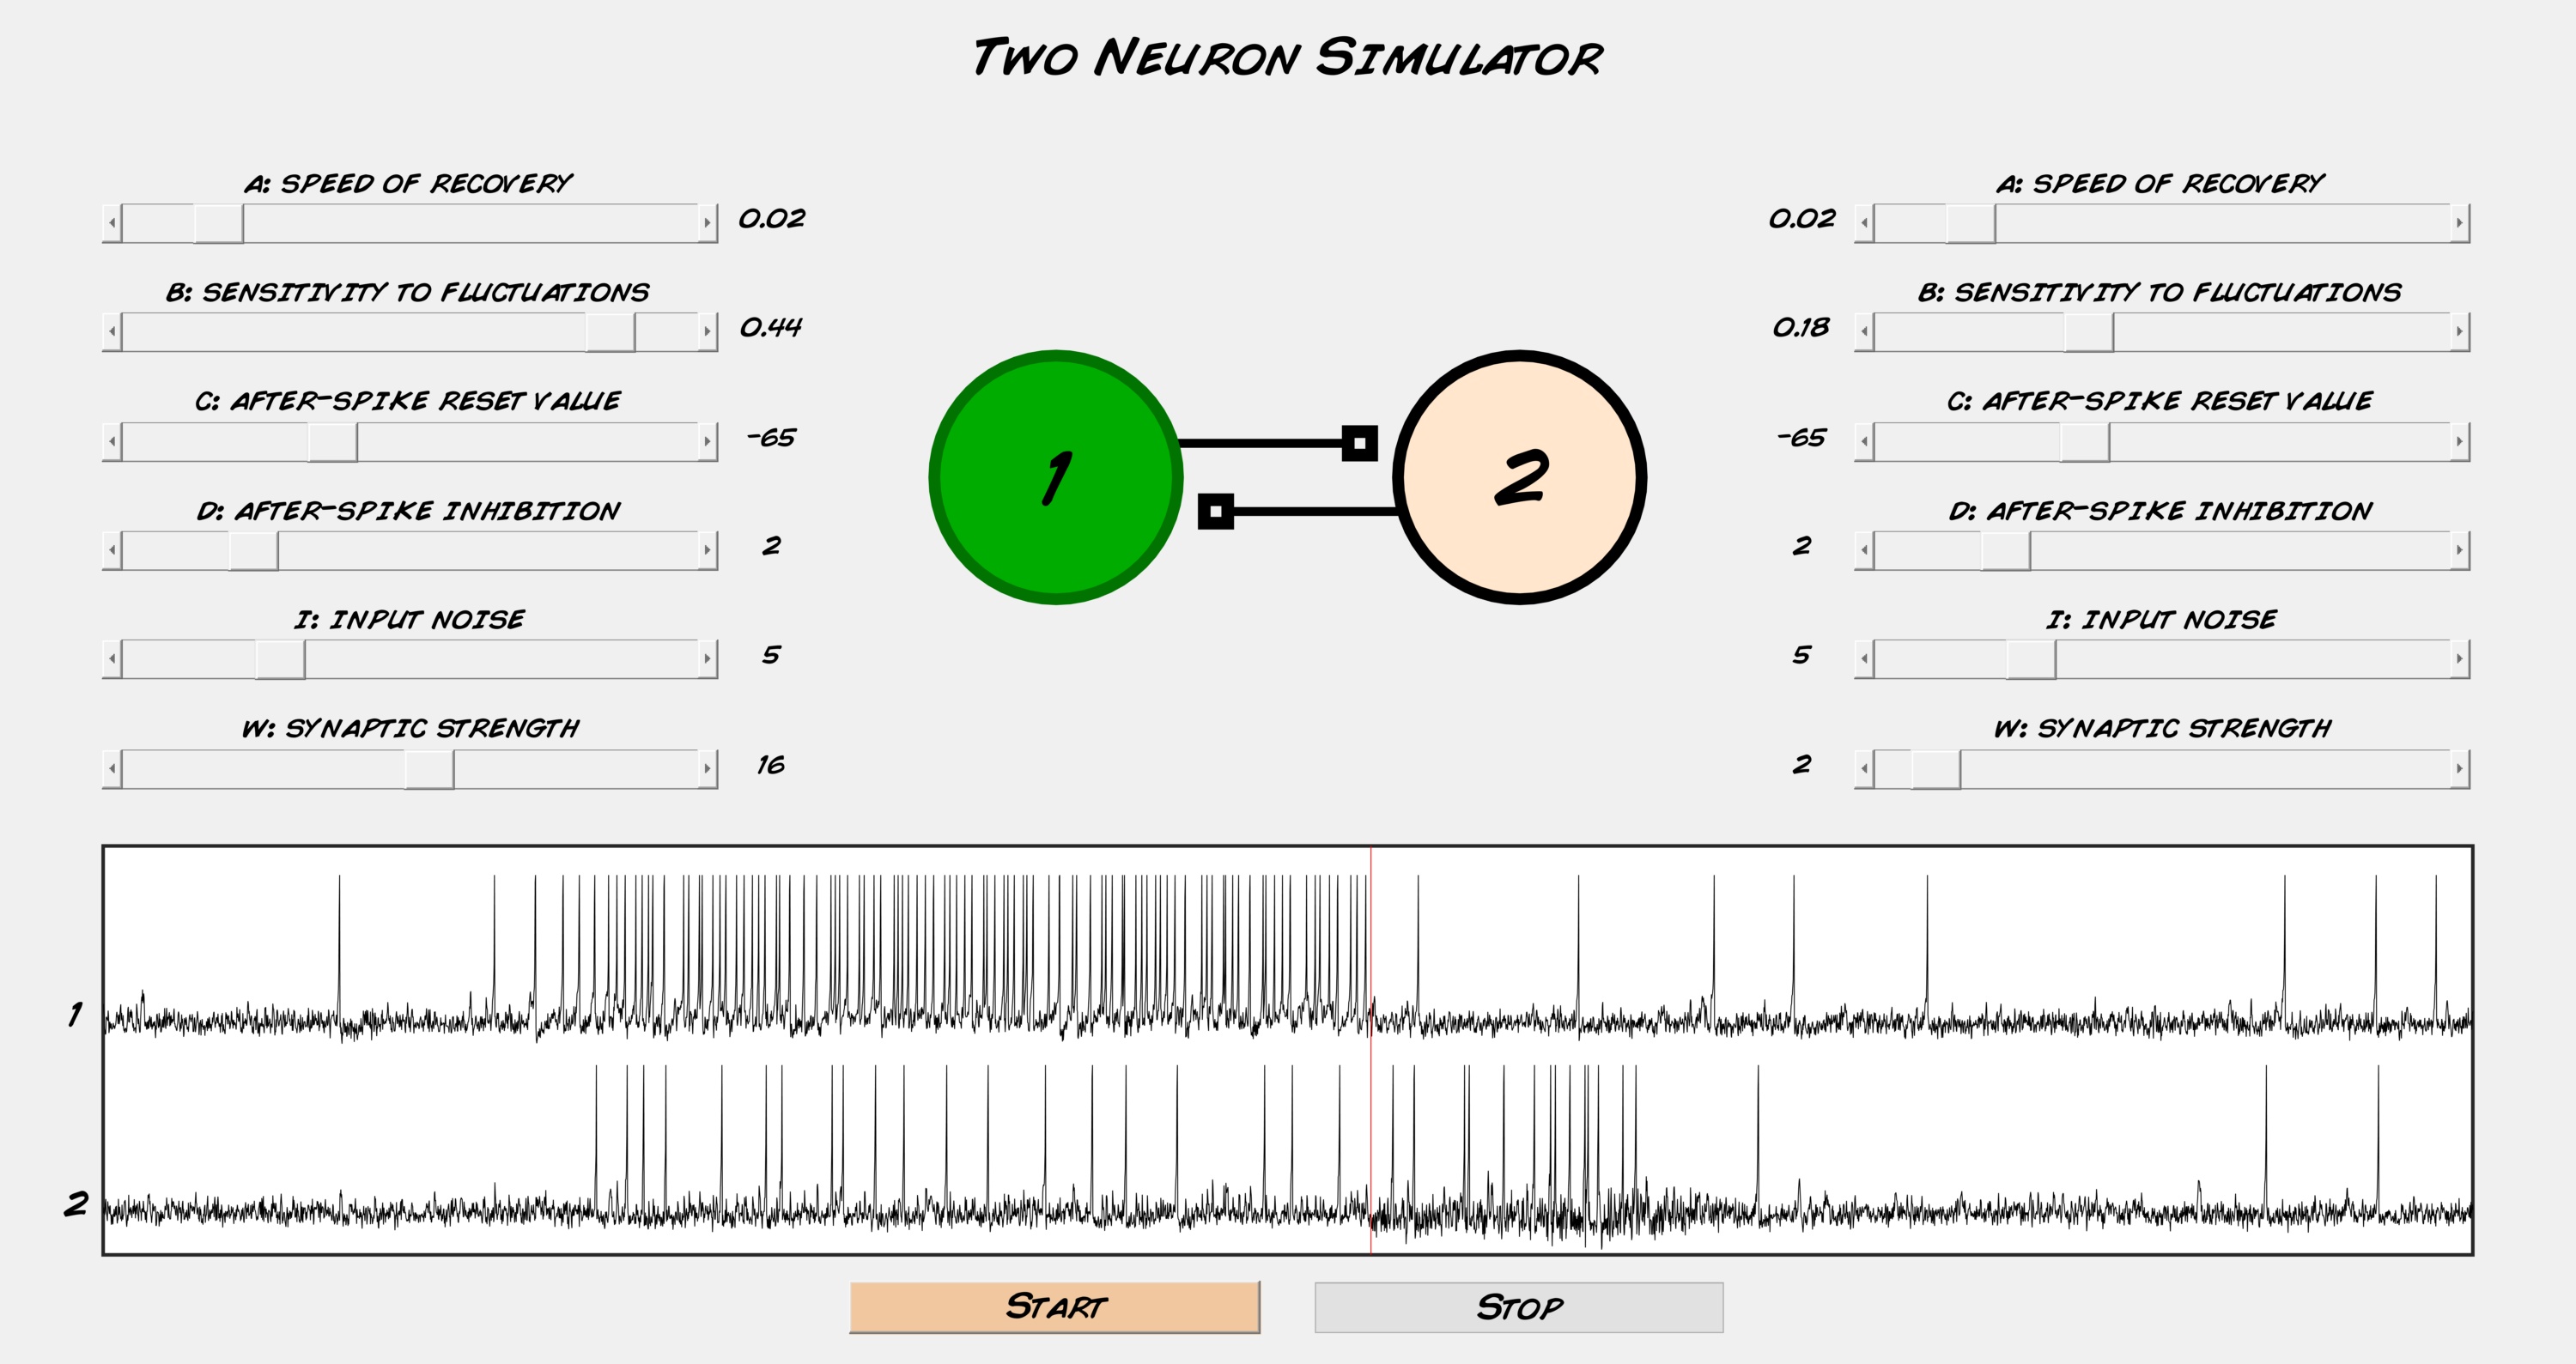 Two Neuron Simulator
A: SPEED OF RECOVERY
0.02
B: SENSITIVITY TO FLUCTUATIONS
0.44
C: AFTER-SPIKE RESET VALUE
-65
D: AFTER-SPIKE INHIBITION
2
I: INPUT NOISE
5
W: SYNAPTIC STRENGTH
16
1
2
A: SPEED OF RECOVERY
0.02
B: SENSITIVITY TO FLUCTUATIONS
0.18
C: AFTER-SPIKE RESET VALUE
-65
D: AFTER-SPIKE INHIBITION
2
I: INPUT NOISE
5
W: SYNAPTIC STRENGTH
2
1
2
Start
Stop